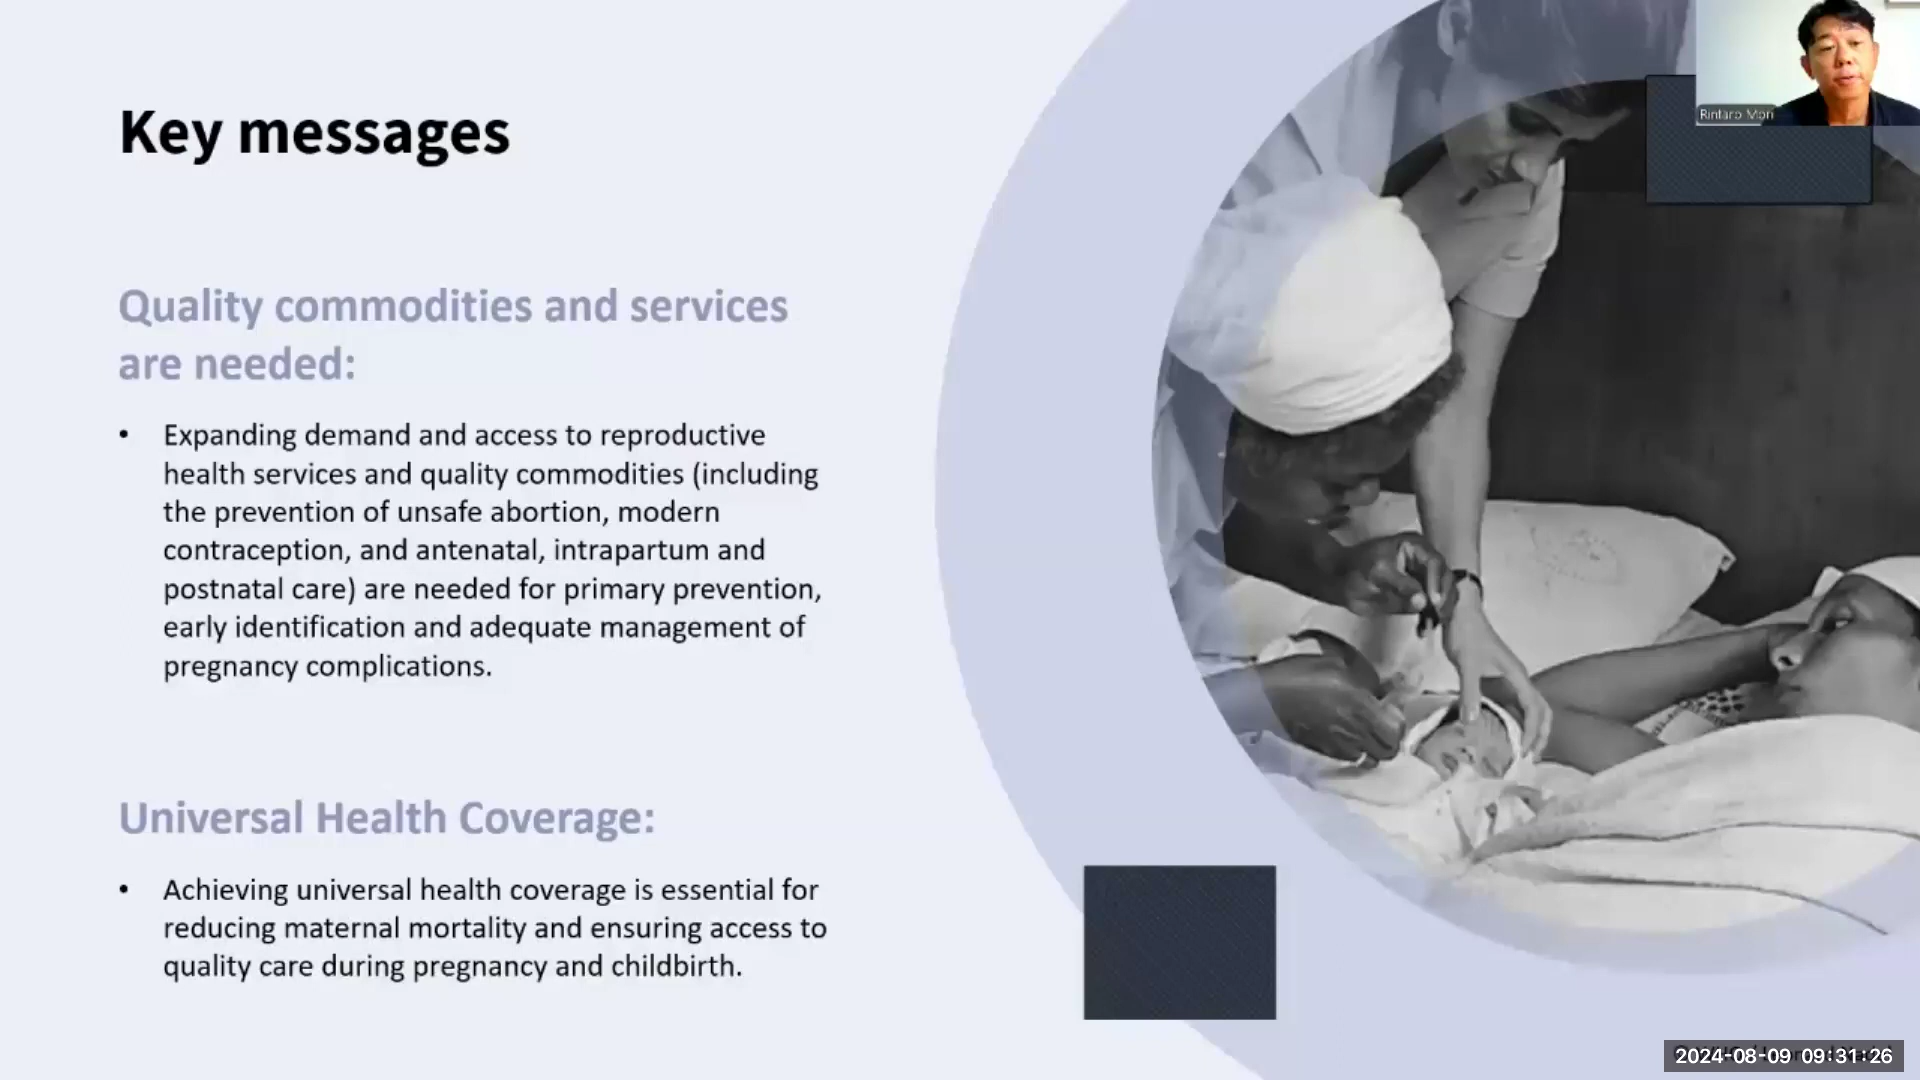 Key messages
Quality commodities and services
are needed:
• Expanding demand and access to reproductive
health services and quality commodities (including
the prevention of unsafe abortion, modern
contraception, and antenatal, intrapartum and
postnatal care) are needed for primary prevention,
early identification and adequate management of
pregnancy complications.
Universal Health Coverage:
• Achieving universal health coverage is essential for
reducing maternal mortality and ensuring access to
quality care during pregnancy and childbirth.
Rintaro Mori
2024-08-09 09:31:26